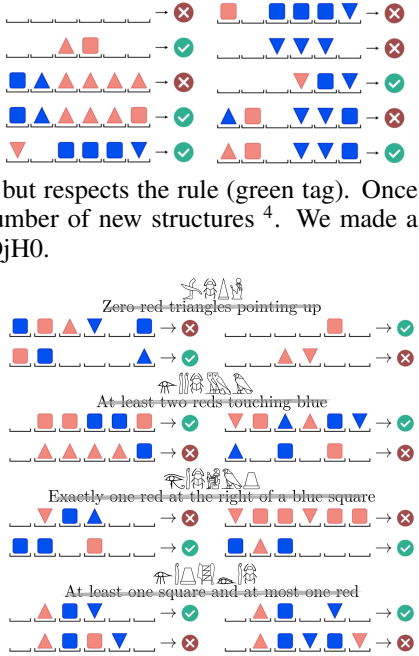 but respects the rule (green tag). Once
umber of new structures ⁴. We made a
QjH0.
Zero red triangles pointing up
At least two reds touching blue
Exactly one red at the right of a blue square
At least one square and at most one red